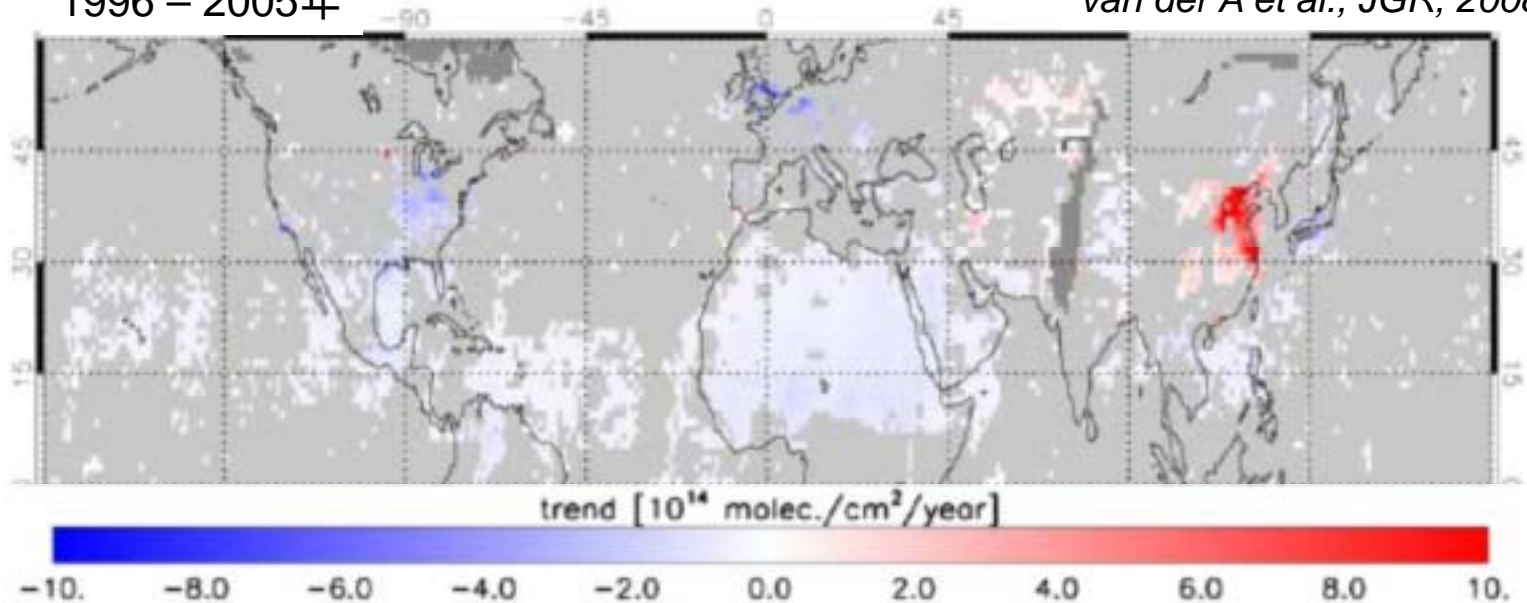 1996 – 2005年
van der A et al., JGR, 2008
-90 -45 0 45
45 45
30 30
15 15
trend [10¹⁴ molec./cm²/year]
-10. -8.0 -6.0 -4.0 -2.0 0.0 2.0 4.0 6.0 8.0 10.